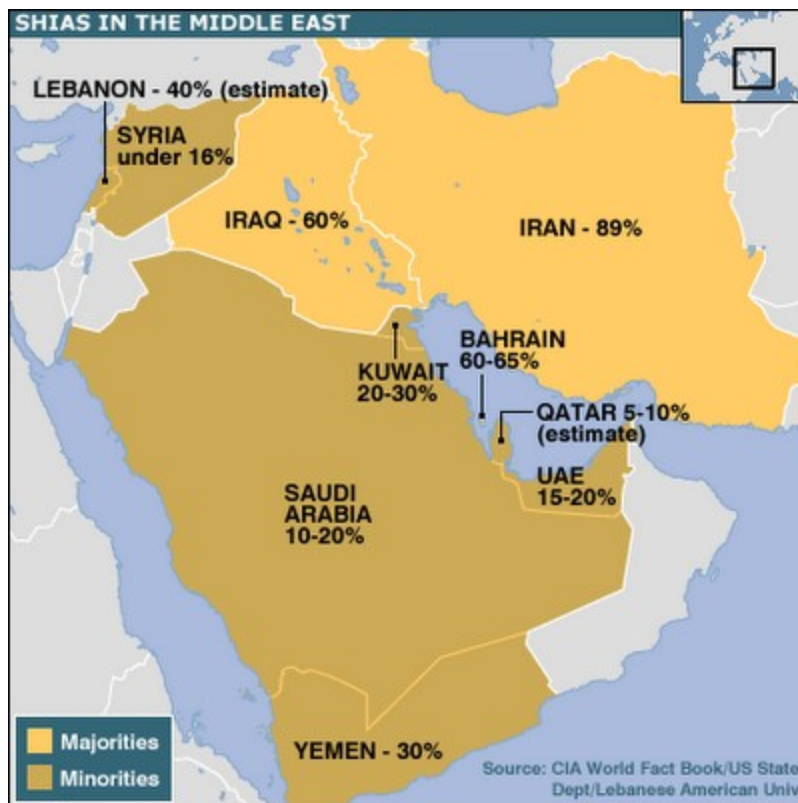 SHIAS IN THE MIDDLE EAST
LEBANON - 40% (estimate)
SYRIA
under 16%
IRAQ - 60%
IRAN - 89%
BAHRAIN
60-65%
KUWAIT
20-30%
QATAR 5-10%
(estimate)
UAE
15-20%
SAUDI
ARABIA
10-20%
YEMEN - 30%
Majorities
Minorities
Source: CIA World Fact Book/US State
Dept/Lebanese American Univ